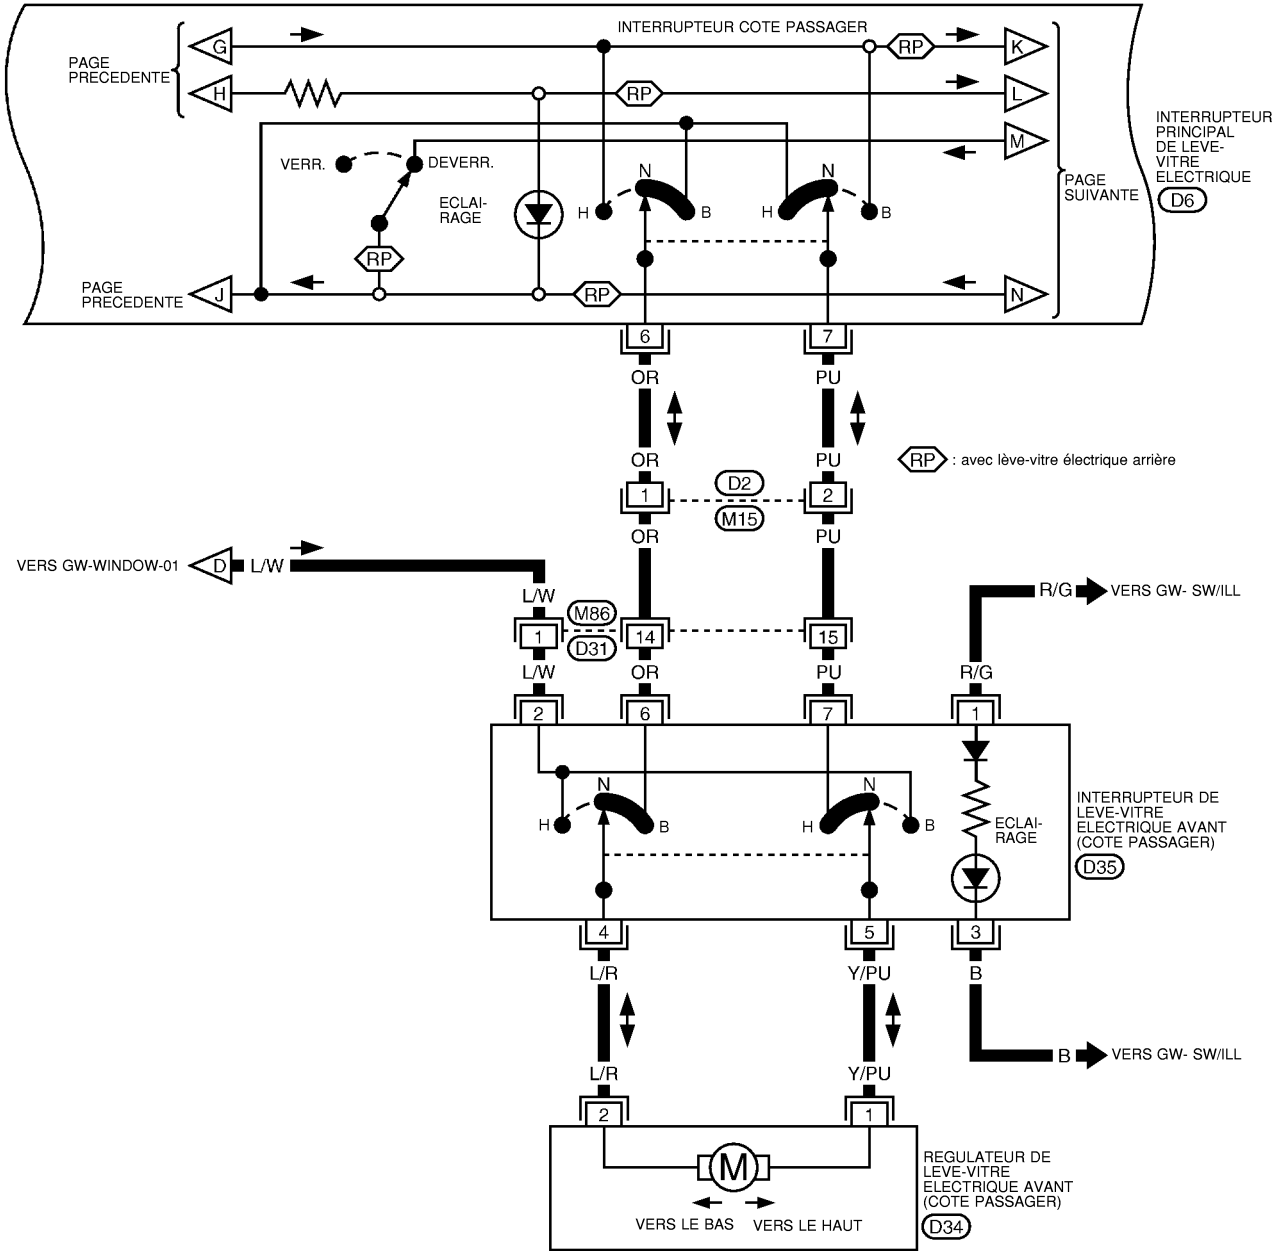 INTERRUPTEUR COTE PASSAGER
G
RP
K
PAGE
PRECEDENTE
H
RP
L
M
INTERRUPTEUR
PRINCIPAL
DE LEVE-
VITRE
ELECTRIQUE
D6
VERR.
DEVERR.
N
N
PAGE
SUIVANTE
ECLAI-
RAGE
H
B
H
B
RP
PAGE
PRECEDENTE
J
RP
N
6
7
OR
PU
OR
PU
RP : avec lève-vitre électrique arrière
1
D2
2
M15
OR
PU
VERS GW-WINDOW-01
D
L/W
L/W
R/G
VERS GW- SW/ILL
M86
1
14
15
D31
L/W
OR
PU
R/G
2
6
7
1
N
N
H
B
H
B
ECLAI-
RAGE
INTERRUPTEUR DE
LEVE-VITRE
ELECTRIQUE AVANT
(COTE PASSAGER)
D35
4
5
3
L/R
Y/PU
B
B
VERS GW- SW/ILL
L/R
Y/PU
2
1
M
VERS LE BAS
VERS LE HAUT
REGULATEUR DE
LEVE-VITRE
ELECTRIQUE AVANT
(COTE PASSAGER)
D34